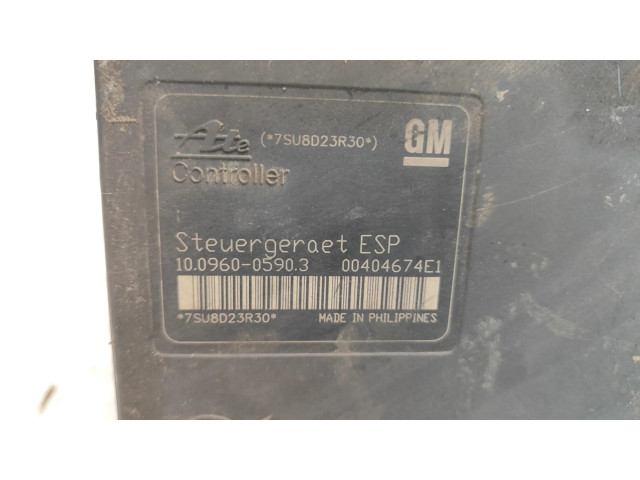 Ate (*7SU8D23R30*) GM
Controller
Steuergeraet ESP
10.0960-0590.3 00404674E1
*7SU8D23R30* MADE IN PHILIPPINES